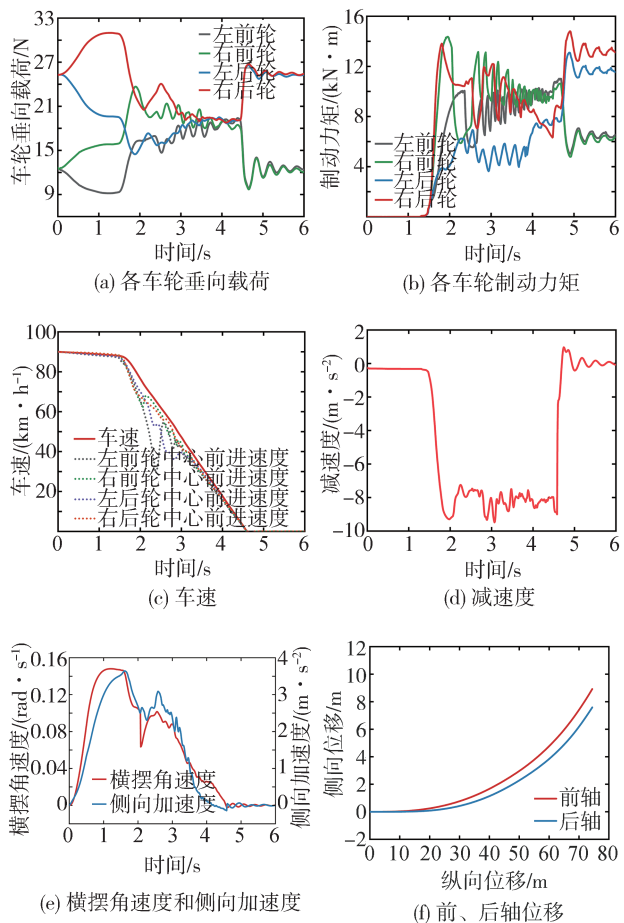 33
27
21
15
9
车轮垂向载荷/N
左前轮
右前轮
左后轮
右后轮
0 1 2 3 4 5 6
时间/s
(a) 各车轮垂向载荷
16
12
8
4
制动力矩/(kN·m)
左前轮
右前轮
左后轮
右后轮
0 1 2 3 4 5 6
时间/s
(b) 各车轮制动力矩
100
80
60
40
20
车速/(km·h⁻¹)
车速
左前轮中心前进速度
右前轮中心前进速度
左后轮中心前进速度
右后轮中心前进速度
0 1 2 3 4 5 6
时间/s
(c) 车速
2
0
-2
-4
-6
-8
-10
减速度/(m·s⁻²)
0 1 2 3 4 5 6
时间/s
(d) 减速度
0.16
0.12
0.08
0.04
0
横摆角速度/(rad·s⁻¹)
4
3
2
1
0
侧向加速度/(m·s⁻²)
横摆角速度
侧向加速度
0 1 2 3 4 5 6
时间/s
(e) 横摆角速度和侧向加速度
12
10
8
6
4
2
0
-2
侧向位移/m
前轴
后轴
0 10 20 30 40 50 60 70 80
纵向位移/m
(f) 前、后轴位移